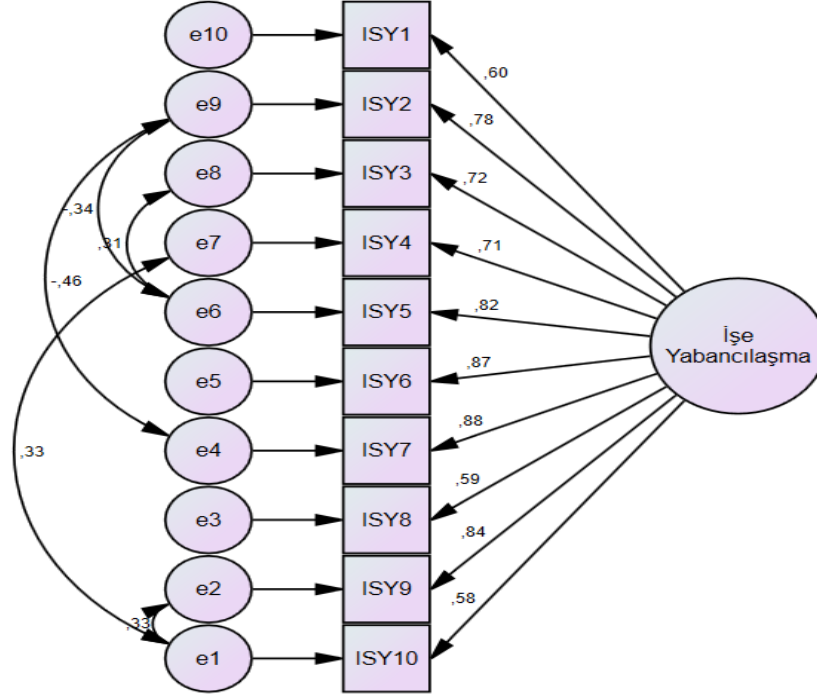 e10
ISY1
,60
e9
ISY2
,78
e8
ISY3
,72
-,34
,31
e7
ISY4
,71
-,46
e6
ISY5
,82
İşe
Yabancılaşma
e5
ISY6
,87
,33
e4
ISY7
,88
e3
ISY8
,59
e2
ISY9
,84
,33
e1
ISY10
,58